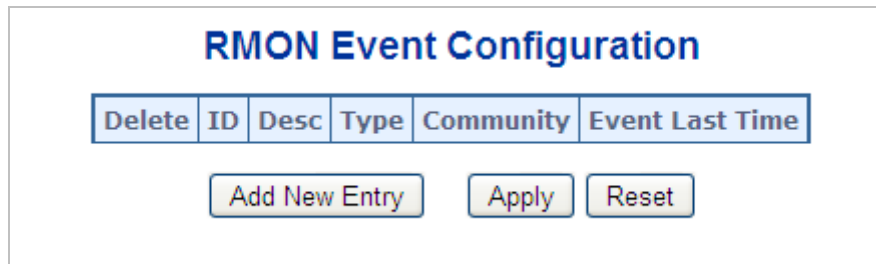 RMON Event Configuration
Delete ID Desc Type Community Event Last Time
Add New Entry Apply Reset